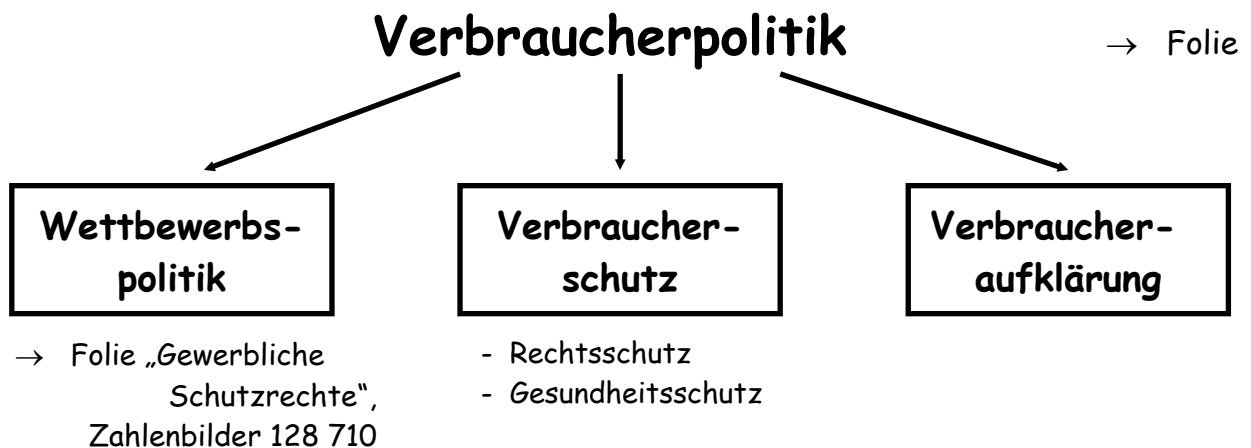 Verbraucherpolitik
→ Folie
Wettbewerbs-
politik
→ Folie „Gewerbliche
Schutzrechte“,
Zahlenbilder 128 710
Verbraucher-
schutz
- Rechtsschutz
- Gesundheitsschutz
Verbraucher-
aufklärung